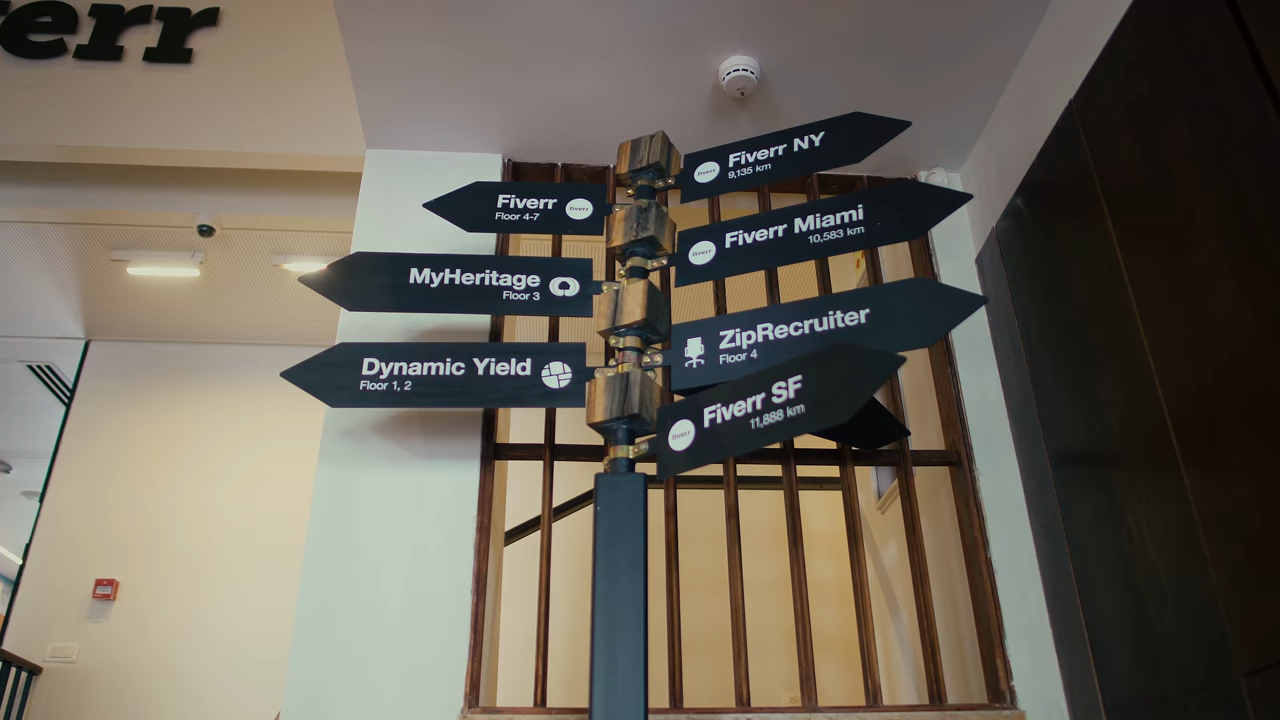 err
Fiverr NY
fiverr
9,135 km
Fiverr
fiverr
Floor 4-7
Fiverr Miami
fiverr
10,583 km
MyHeritage
Floor 3
ZipRecruiter
Floor 4
Dynamic Yield
Floor 1, 2
Fiverr SF
fiverr
11,888 km